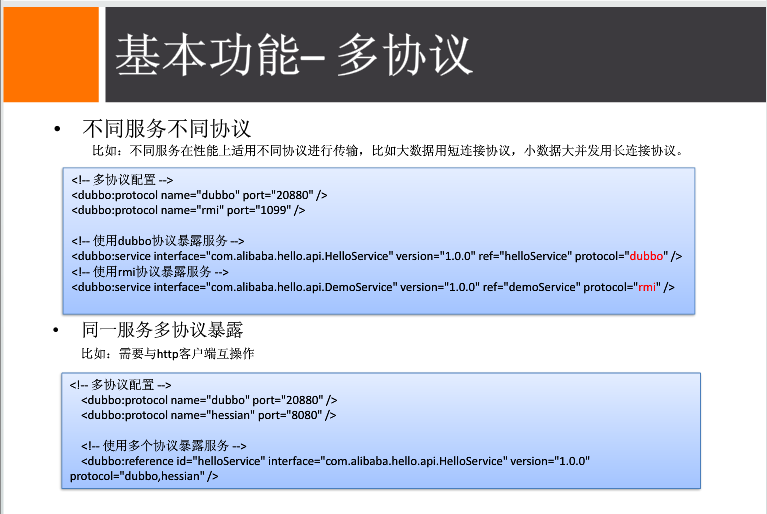 基本功能– 多协议
• 不同服务不同协议
比如：不同服务在性能上适用不同协议进行传输，比如大数据用短连接协议，小数据大并发用长连接协议。
<!-- 多协议配置 -->
<dubbo:protocol name="dubbo" port="20880" />
<dubbo:protocol name="rmi" port="1099" />
<!-- 使用dubbo协议暴露服务 -->
<dubbo:service interface="com.alibaba.hello.api.HelloService" version="1.0.0" ref="helloService" protocol="dubbo" />
<!-- 使用rmi协议暴露服务 -->
<dubbo:service interface="com.alibaba.hello.api.DemoService" version="1.0.0" ref="demoService" protocol="rmi" />
• 同一服务多协议暴露
比如：需要与http客户端互操作
<!-- 多协议配置 -->
<dubbo:protocol name="dubbo" port="20880" />
<dubbo:protocol name="hessian" port="8080" />
<!-- 使用多个协议暴露服务 -->
<dubbo:reference id="helloService" interface="com.alibaba.hello.api.HelloService" version="1.0.0"
protocol="dubbo,hessian" />